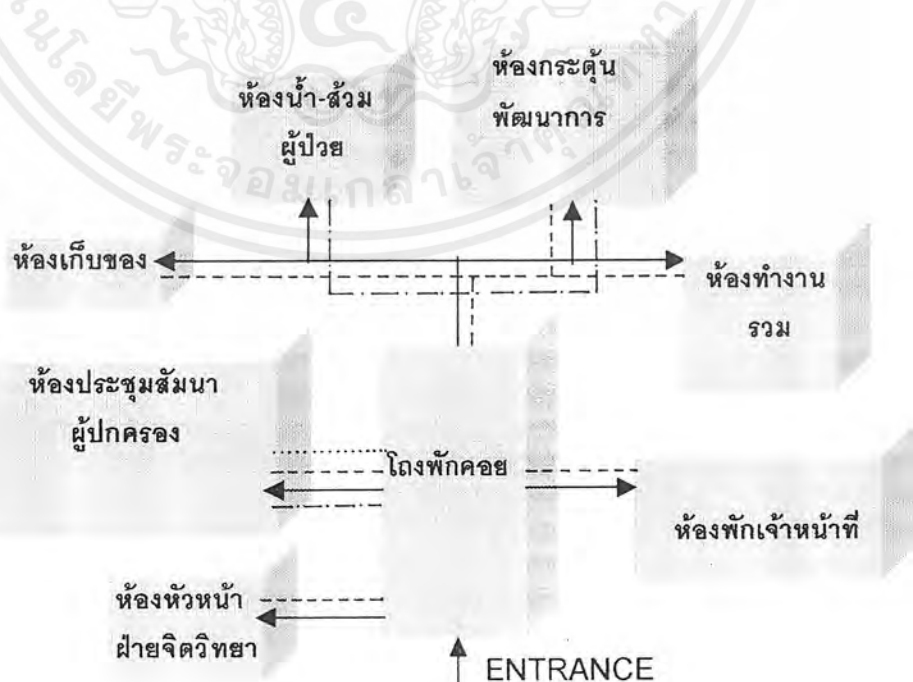 ห้องน้ำ-ส้วม
ผู้ป่วย
ห้องกระตุ้น
พัฒนาการ
ห้องเก็บของ
ห้องทำงาน
รวม
ห้องประชุมสัมนา
ผู้ปกครอง
โถงพักคอย
ห้องพักเจ้าหน้าที่
ห้องหัวหน้า
ฝ่ายจิตวิทยา
ENTRANCE